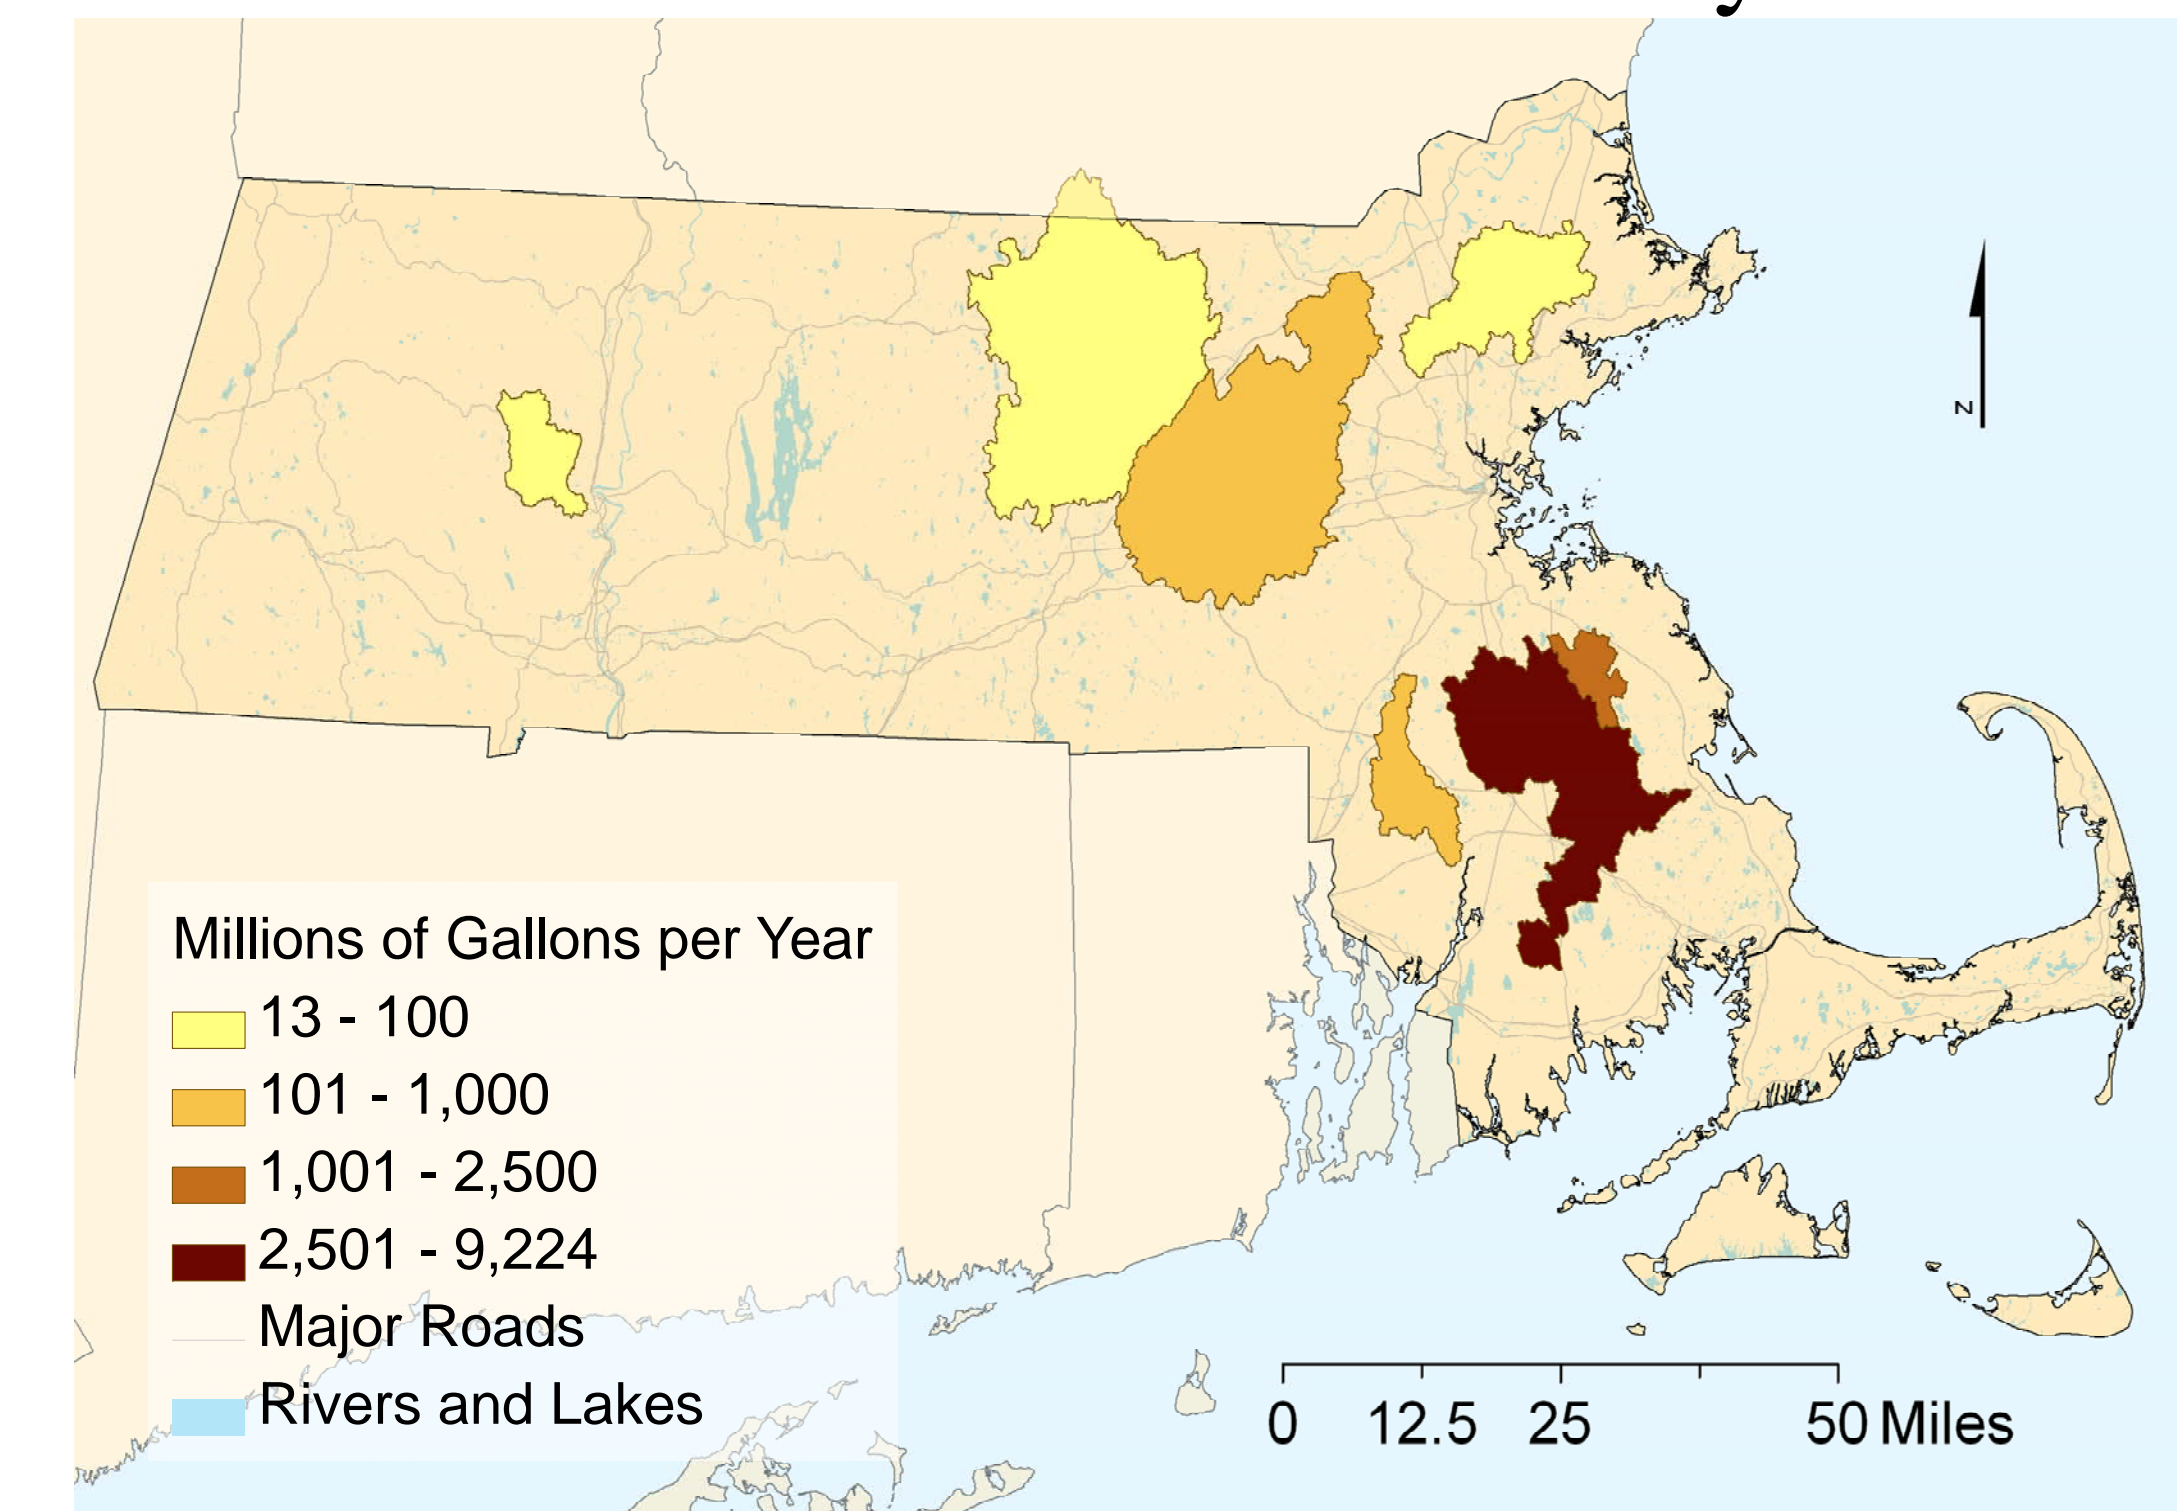 N
Millions of Gallons per Year
13 - 100
101 - 1,000
1,001 - 2,500
2,501 - 9,224
Major Roads
Rivers and Lakes
0 12.5 25 50 Miles